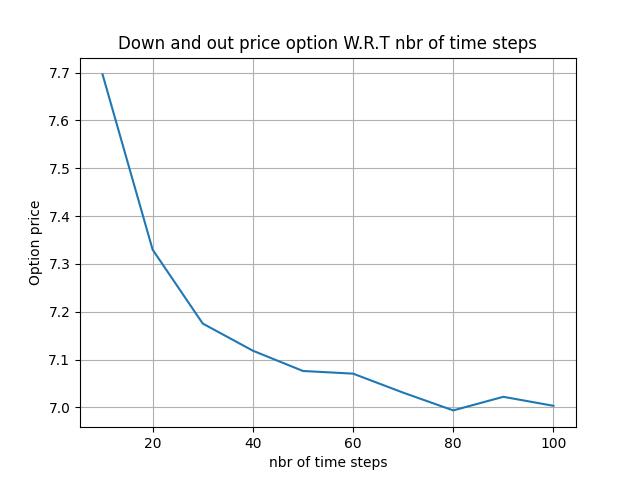 Down and out price option W.R.T nbr of time steps
7.7
7.6
7.5
7.4
7.3
7.2
7.1
7.0
Option price
20 40 60 80 100
nbr of time steps